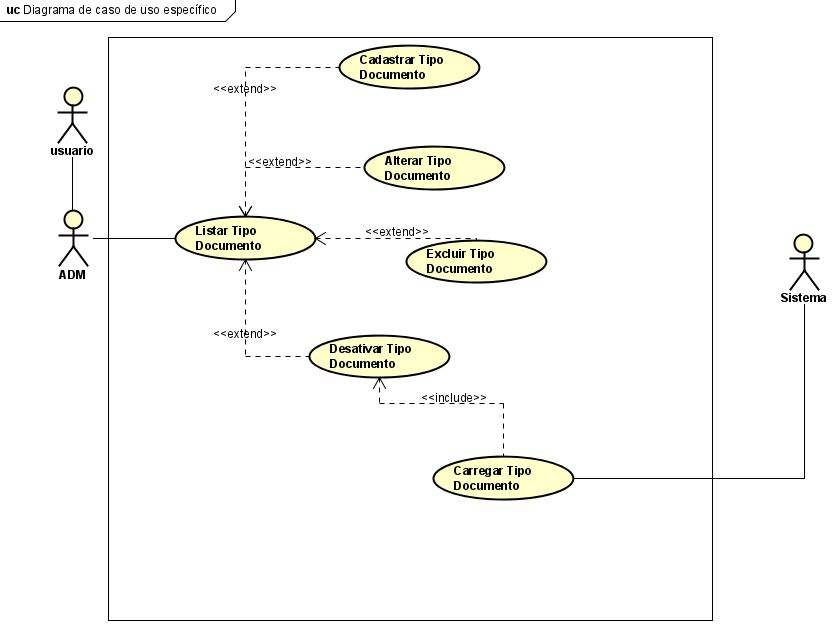 uc Diagrama de caso de uso específico
Cadastrar Tipo
Documento
<<extend>>
usuario
<<extend>>
Alterar Tipo
Documento
Listar Tipo
Documento
<<extend>>
Excluir Tipo
Documento
ADM
Sistema
<<extend>>
Desativar Tipo
Documento
<<include>>
Carregar Tipo
Documento